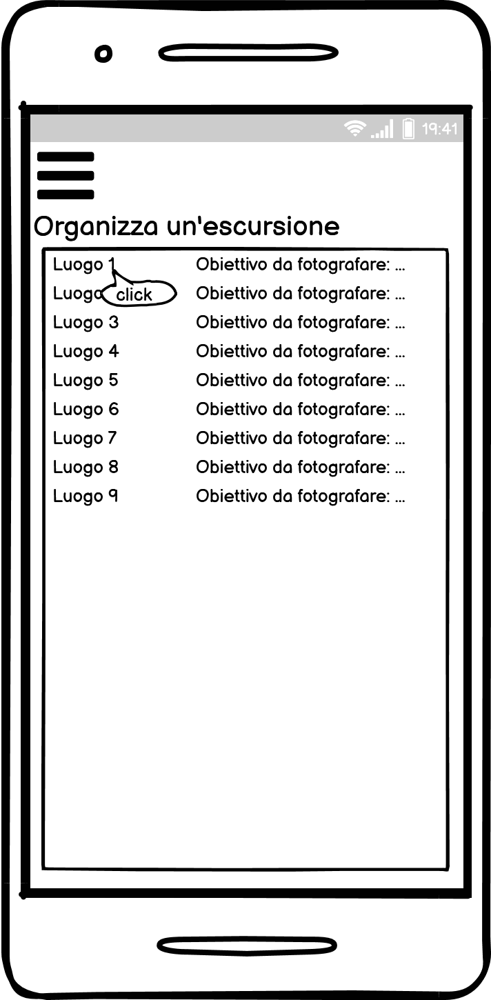 19:41
Organizza un'escursione
Luogo 1 Obiettivo da fotografare: ...
Luogo click Obiettivo da fotografare: ...
Luogo 3 Obiettivo da fotografare: ...
Luogo 4 Obiettivo da fotografare: ...
Luogo 5 Obiettivo da fotografare: ...
Luogo 6 Obiettivo da fotografare: ...
Luogo 7 Obiettivo da fotografare: ...
Luogo 8 Obiettivo da fotografare: ...
Luogo 9 Obiettivo da fotografare: ...